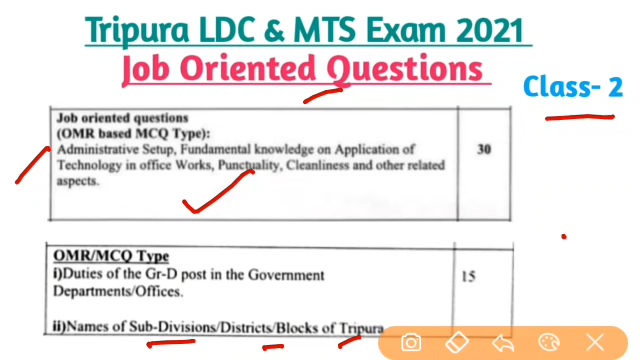 Tripura LDC & MTS Exam 2021
Job Oriented Questions
Class- 2
Job oriented questions
(OMR based MCQ Type):
Administrative Setup, Fundamental knowledge on Application of
Technology in office Works, Punctuality, Cleanliness and other related
aspects.
30
OMR/MCQ Type
i)Duties of the Gr-D post in the Government
Departments/Offices.
15
ii)Names of Sub-Divisions/Districts/Blocks of Tripura